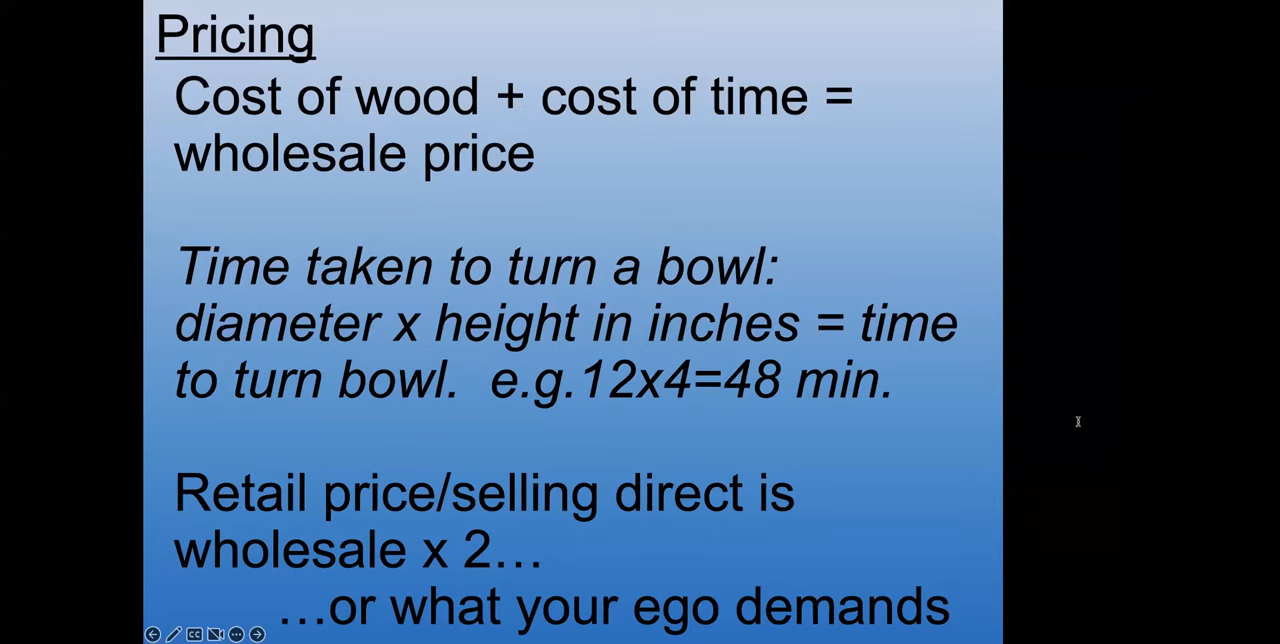 Pricing
Cost of wood + cost of time =
wholesale price
Time taken to turn a bowl:
diameter x height in inches = time
to turn bowl.  e.g.12x4=48 min.
Retail price/selling direct is
wholesale x 2…
…or what your ego demands
CC